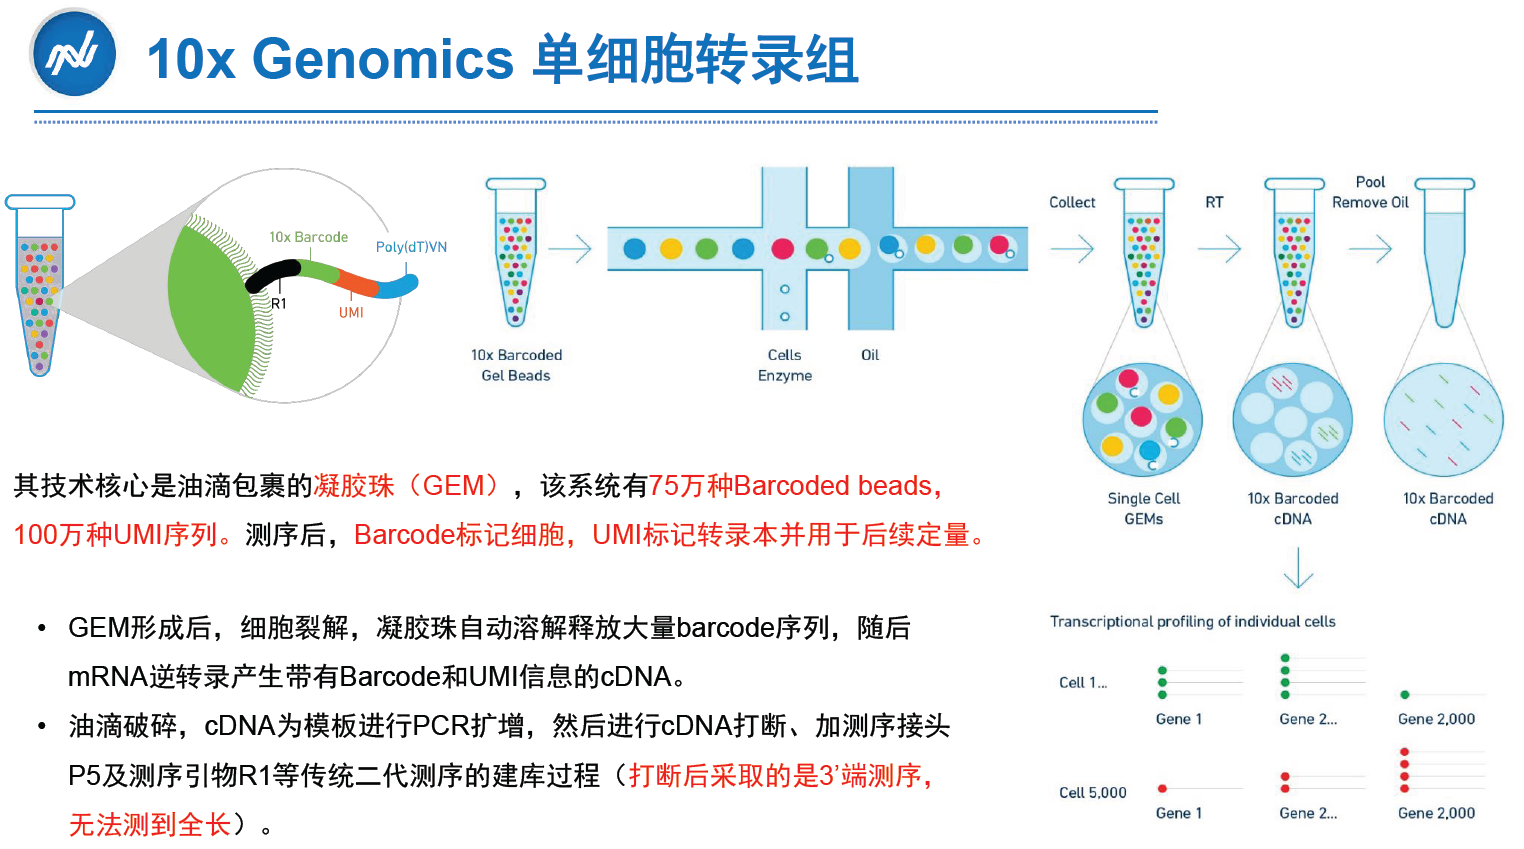 10x Genomics 单细胞转录组
10x Barcode
Poly(dT)VN
R1
UMI
10x Barcoded
Gel Beads
Cells
Enzyme
Oil
Collect
RT
Pool
Remove Oil
Single Cell
GEMs
10x Barcoded
cDNA
10x Barcoded
cDNA
其技术核心是油滴包裹的凝胶珠（GEM），该系统有75万种Barcoded beads，
100万种UMI序列。测序后，Barcode标记细胞，UMI标记转录本并用于后续定量。
• GEM形成后，细胞裂解，凝胶珠自动溶解释放大量barcode序列，随后
mRNA逆转录产生带有Barcode和UMI信息的cDNA。
• 油滴破碎，cDNA为模板进行PCR扩增，然后进行cDNA打断、加测序接头
P5及测序引物R1等传统二代测序的建库过程（打断后采取的是3’端测序，
无法测到全长）。
Transcriptional profiling of individual cells
Cell 1...
Gene 1
Gene 2...
Gene 2,000
Cell 5,000
Gene 1
Gene 2...
Gene 2,000